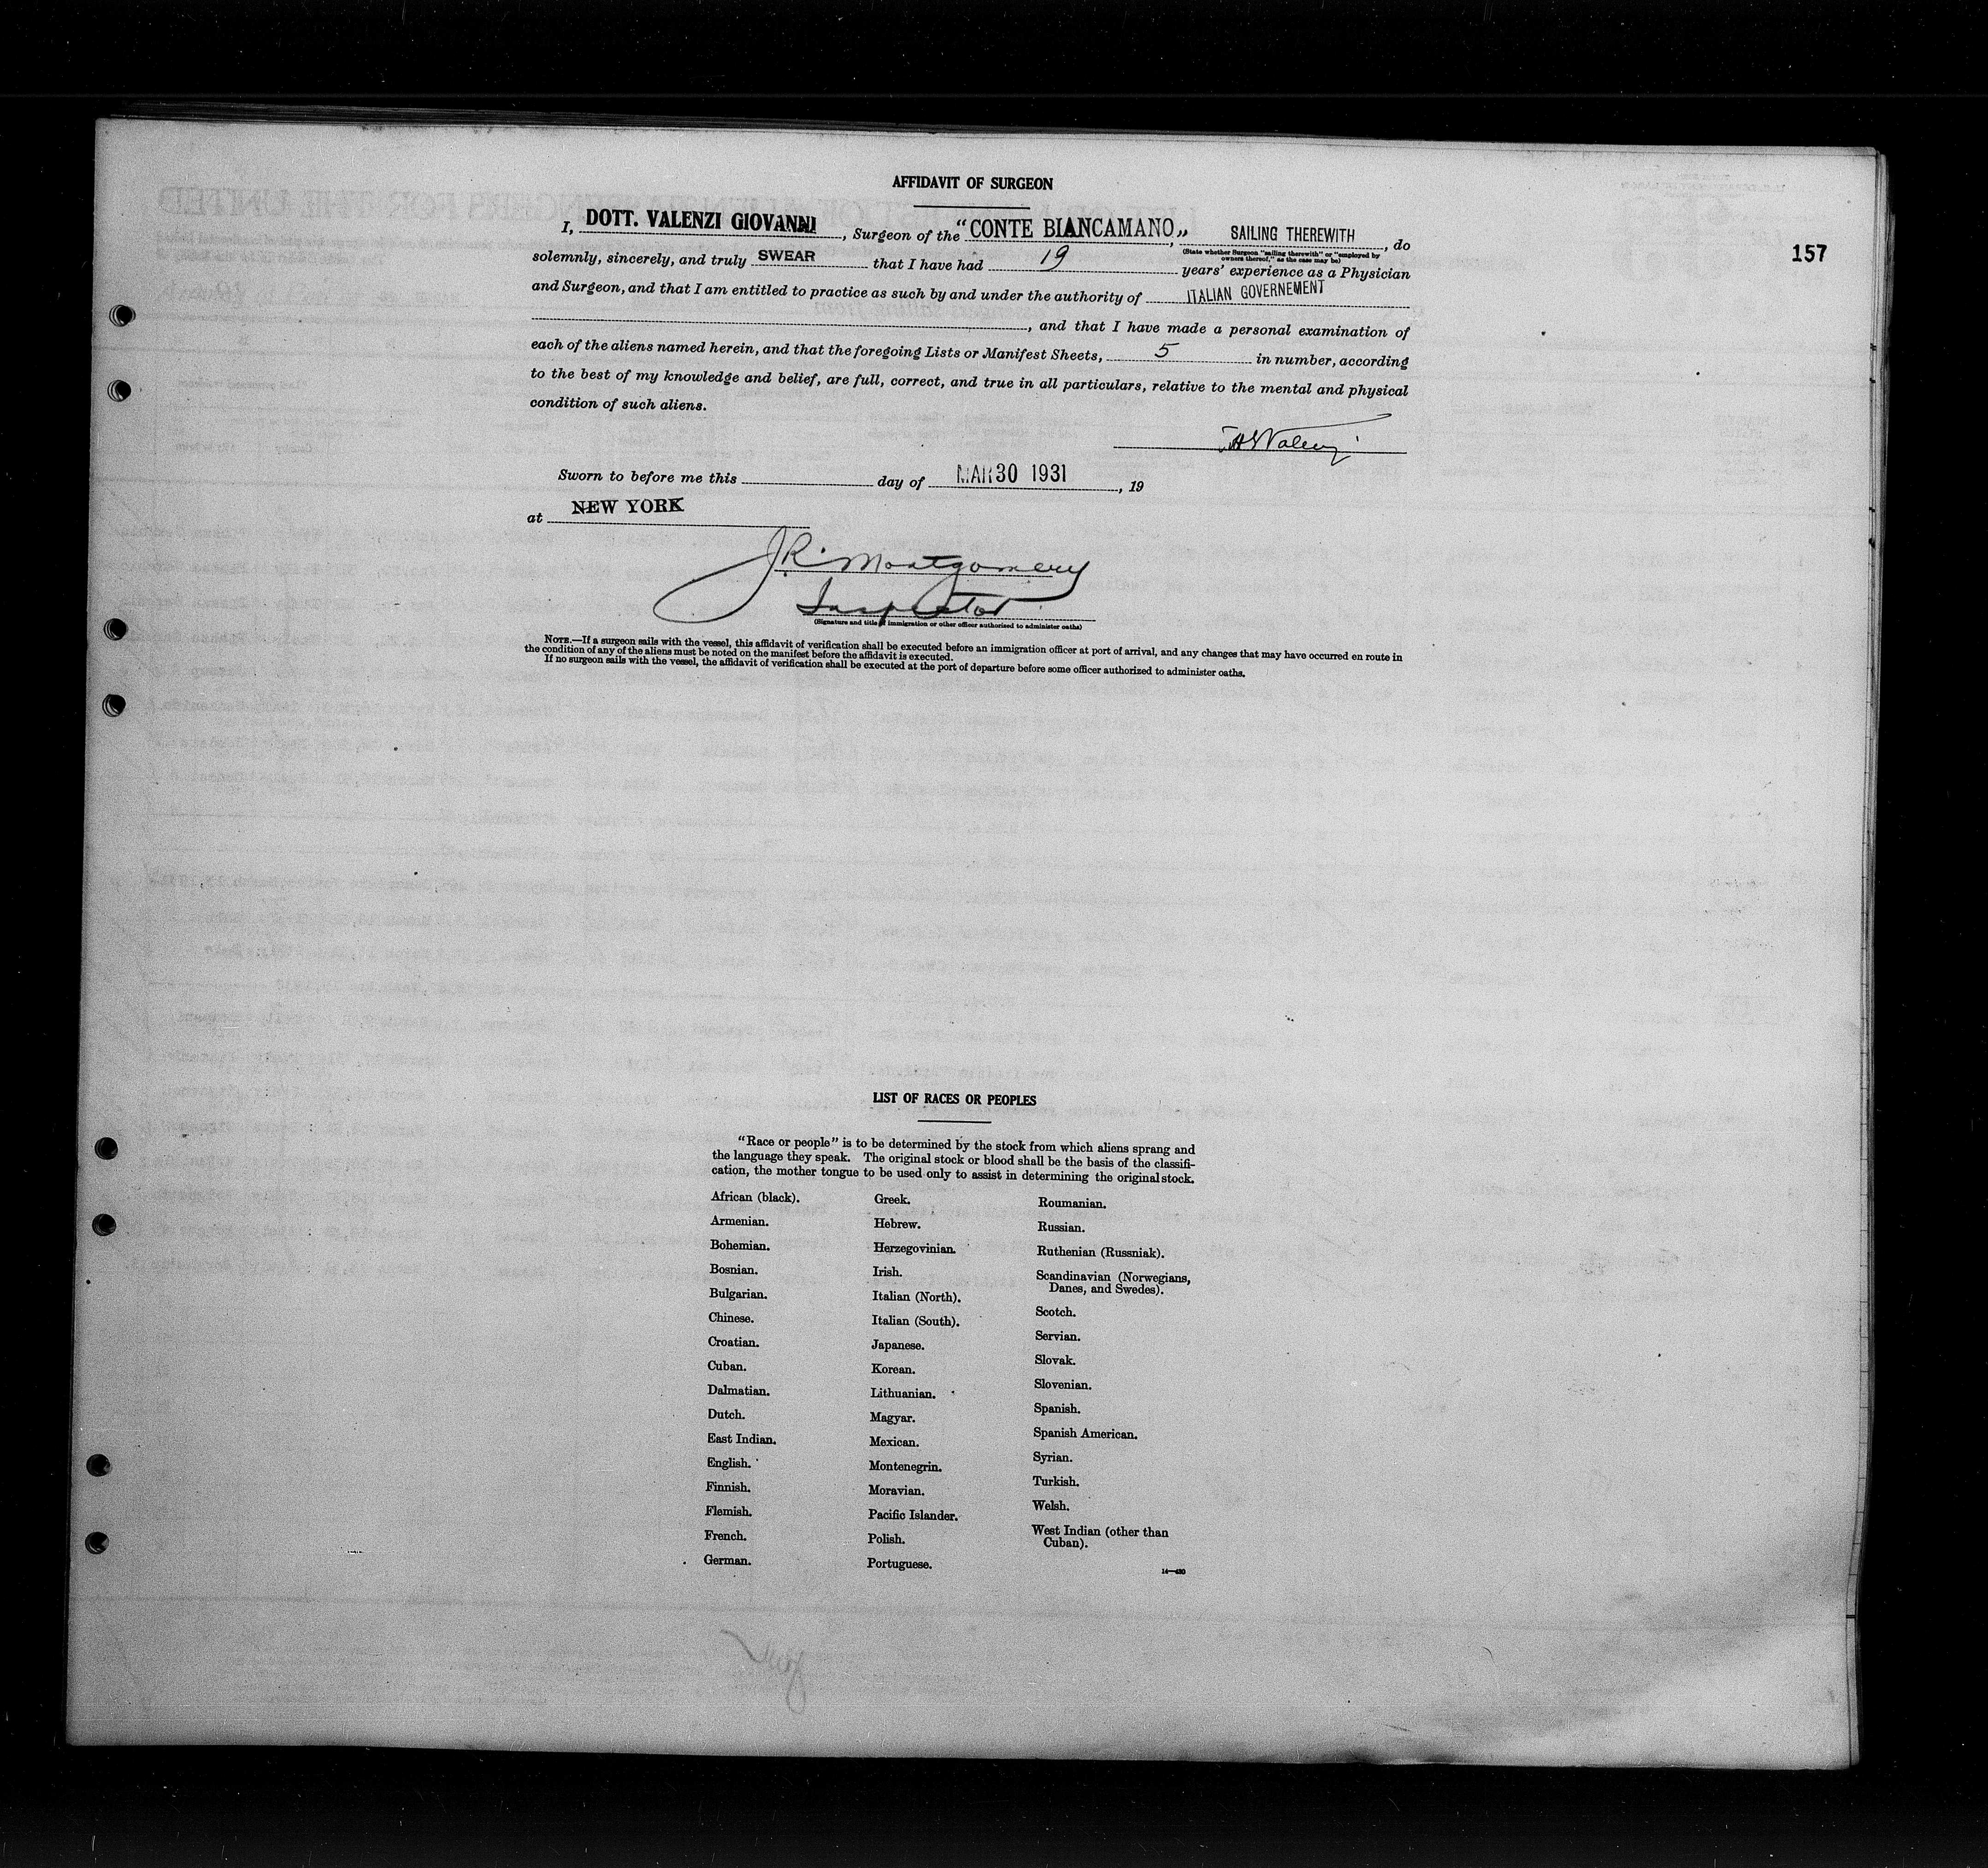 AFFIDAVIT OF SURGEON
I, DOTT. VALENZI GIOVANNI, Surgeon of the "CONTE BIANCAMANO,, SAILING THEREWITH, do
(State whether Surgeon "sailing therewith" or "employed by
owners thereof," as the case may be)
solemnly, sincerely, and truly SWEAR that I have had 19 years' experience as a Physician
and Surgeon, and that I am entitled to practice as such by and under the authority of ITALIAN GOVERNEMENT
, and that I have made a personal examination of
each of the aliens named herein, and that the foregoing Lists or Manifest Sheets, 5 in number, according
to the best of my knowledge and belief, are full, correct, and true in all particulars, relative to the mental and physical
condition of such aliens.
Sworn to before me this day of MAR 30 1931, 19
at NEW YORK
J.R. Montgomery
Inspector
(Signature and title of immigration or other officer authorized to administer oaths)
NOTE.—If a surgeon sails with the vessel, this affidavit of verification shall be executed before an immigration officer at port of arrival, and any changes that may have occurred en route in
the condition of any of the aliens must be noted on the manifest before the affidavit is executed.
If no surgeon sails with the vessel, the affidavit of verification shall be executed at the port of departure before some officer authorized to administer oaths.
157
LIST OF RACES OR PEOPLES
"Race or people" is to be determined by the stock from which aliens sprang and
the language they speak. The original stock or blood shall be the basis of the classifi-
cation, the mother tongue to be used only to assist in determining the original stock.
African (black).
Armenian.
Bohemian.
Bosnian.
Bulgarian.
Chinese.
Croatian.
Cuban.
Dalmatian.
Dutch.
East Indian.
English.
Finnish.
Flemish.
French.
German.
Greek.
Hebrew.
Herzegovinian.
Irish.
Italian (North).
Italian (South).
Japanese.
Korean.
Lithuanian.
Magyar.
Mexican.
Montenegrin.
Moravian.
Pacific Islander.
Polish.
Portuguese.
Roumanian.
Russian.
Ruthenian (Russniak).
Scandinavian (Norwegians,
Danes, and Swedes).
Scotch.
Servian.
Slovak.
Slovenian.
Spanish.
Spanish American.
Syrian.
Turkish.
Welsh.
West Indian (other than
Cuban).